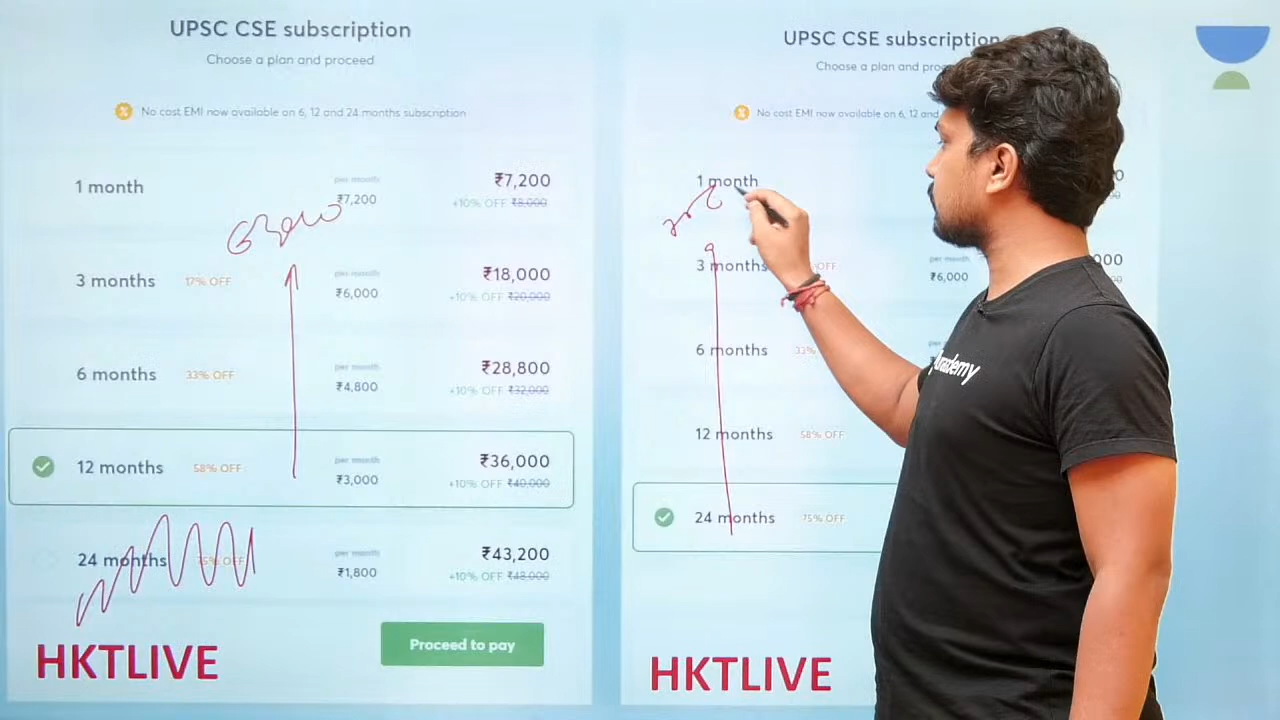 UPSC CSE subscription
Choose a plan and proceed
No cost EMI now available on 6, 12 and 24 months subscription
1 month per month ₹7,200 ₹7,200 +10% OFF ₹8,000
3 months 17% OFF per month ₹6,000 ₹18,000 +10% OFF ₹20,000
6 months 33% OFF per month ₹4,800 ₹28,800 +10% OFF ₹32,000
12 months 58% OFF per month ₹3,000 ₹36,000 +10% OFF ₹40,000
24 months 75% OFF per month ₹1,800 ₹43,200 +10% OFF ₹48,000
HKTLIVE
Proceed to pay
UPSC CSE subscription
Choose a plan and
No cost EMI now available on 6, 12 and
1 month
3 months OFF per month ₹6,000
6 months 33%
12 months 58% OFF
24 months 75% OFF
HKTLIVE